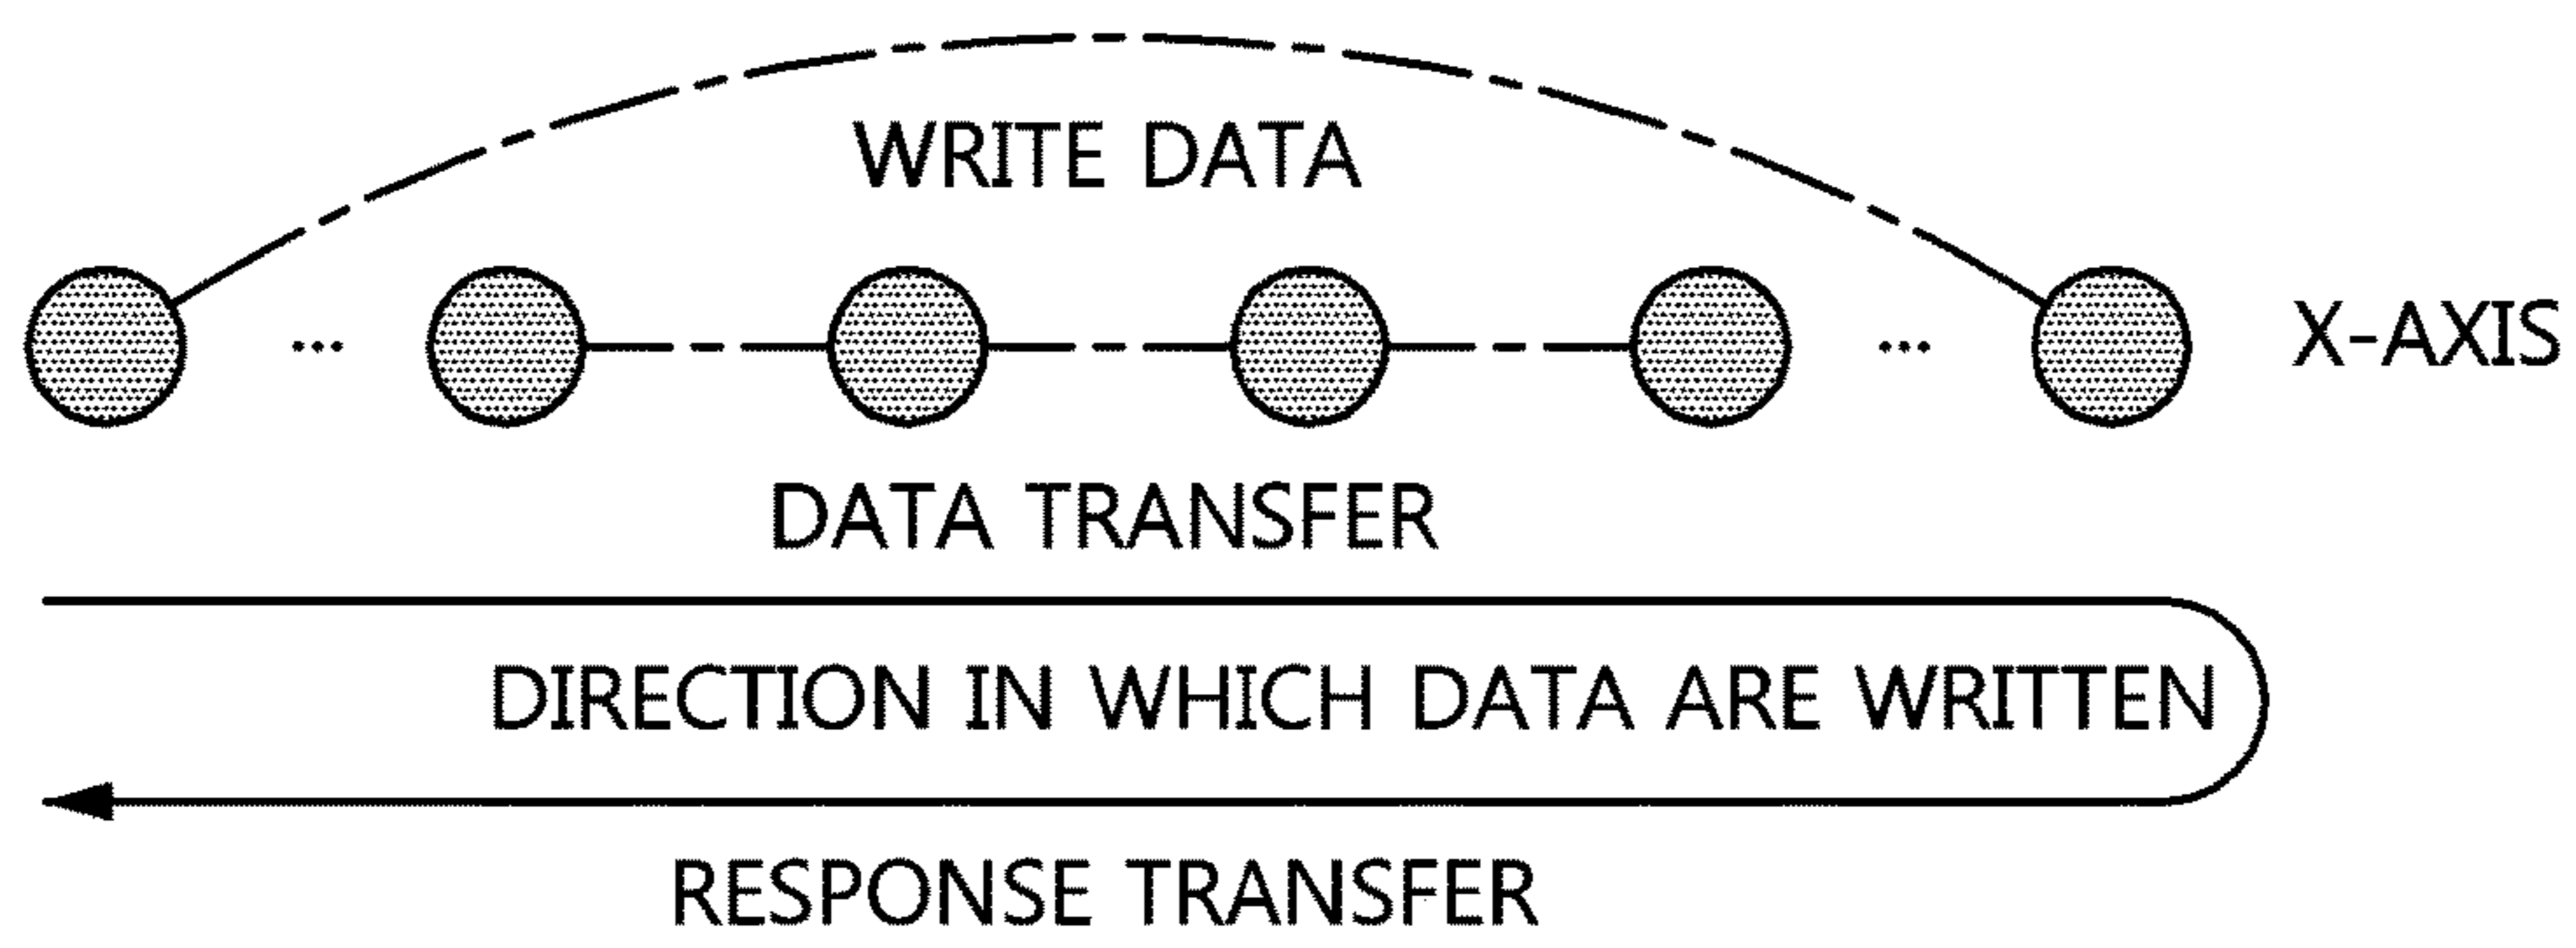 WRITE DATA
... ... X-AXIS
DATA TRANSFER
DIRECTION IN WHICH DATA ARE WRITTEN
RESPONSE TRANSFER